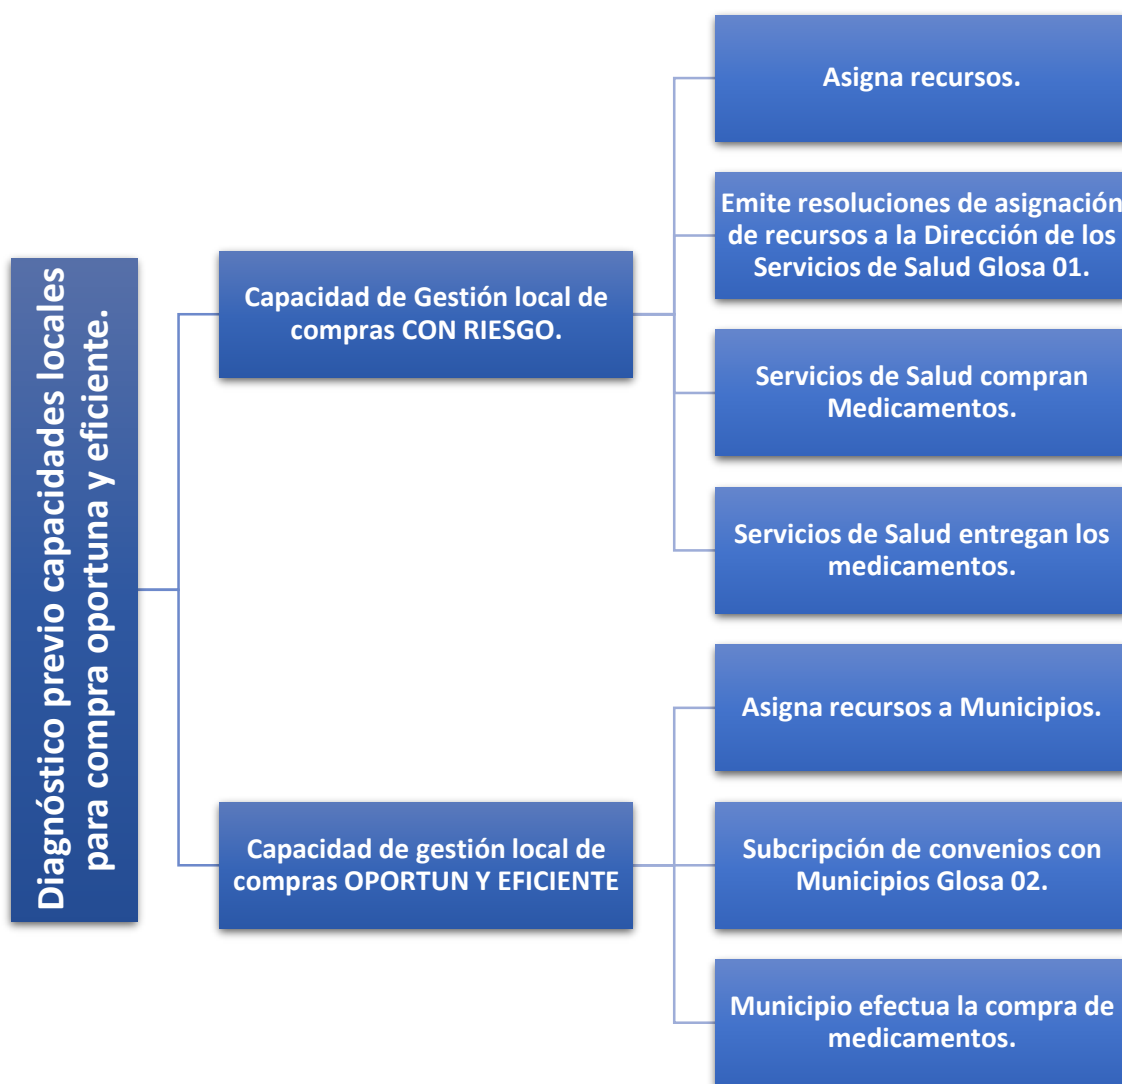 Diagnóstico previo capacidades locales
para compra oportuna y eficiente.
Capacidad de Gestión local de
compras CON RIESGO.
Asigna recursos.
Emite resoluciones de asignación
de recursos a la Dirección de los
Servicios de Salud Glosa 01.
Servicios de Salud compran
Medicamentos.
Servicios de Salud entregan los
medicamentos.
Capacidad de gestión local de
compras OPORTUN Y EFICIENTE
Asigna recursos a Municipios.
Subcripción de convenios con
Municipios Glosa 02.
Municipio efectua la compra de
medicamentos.